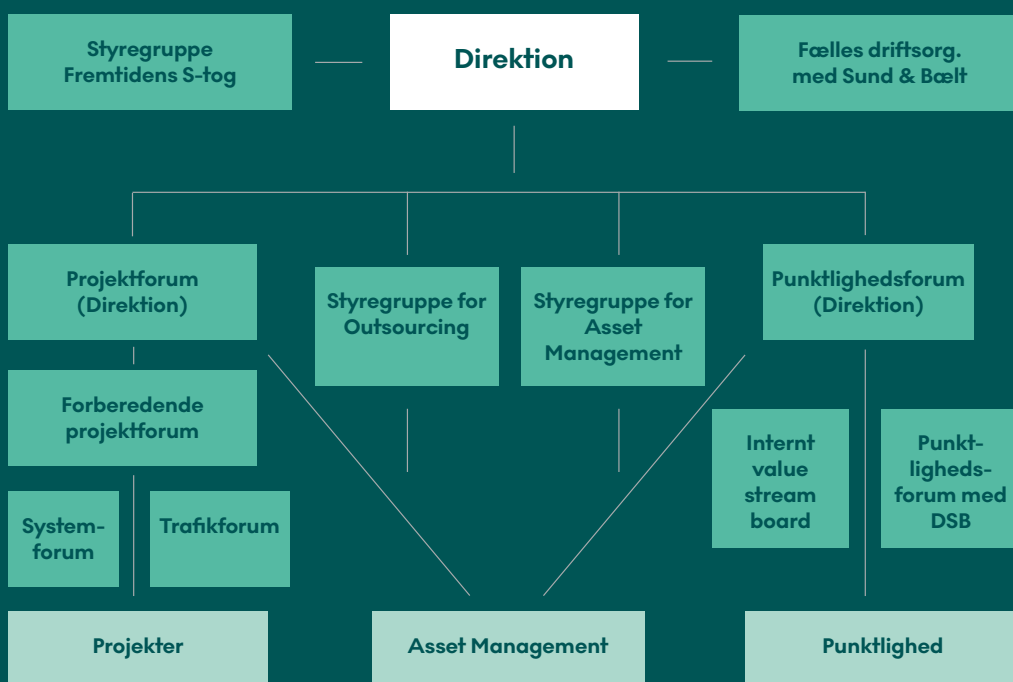 Styregruppe
Fremtidens S-tog
Direktion
Fælles driftsorg.
med Sund & Bælt
Projektforum
(Direktion)
Styregruppe for
Outsourcing
Styregruppe for
Asset
Management
Punktlighedsforum
(Direktion)
Forberedende
projektforum
Internt
value
stream
board
Punkt-
ligheds-
forum med
DSB
System-
forum
Trafikforum
Projekter
Asset Management
Punktlighed